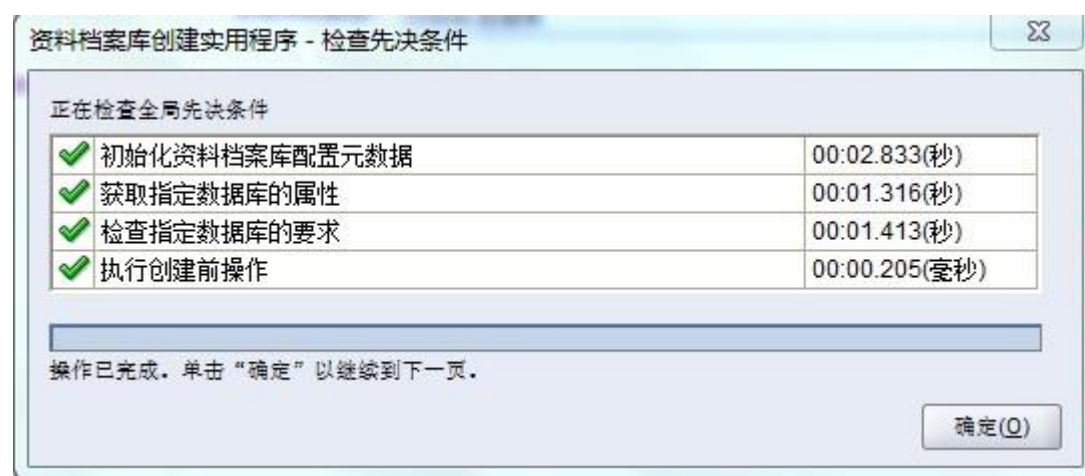 资料档案库创建实用程序 - 检查先决条件
正在检查全局先决条件
初始化资料档案库配置元数据 00:02.833(秒)
获取指定数据库的属性 00:01.316(秒)
检查指定数据库的要求 00:01.413(秒)
执行创建前操作 00:00.205(毫秒)
操作已完成. 单击“确定”以继续到下一页.
确定(O)